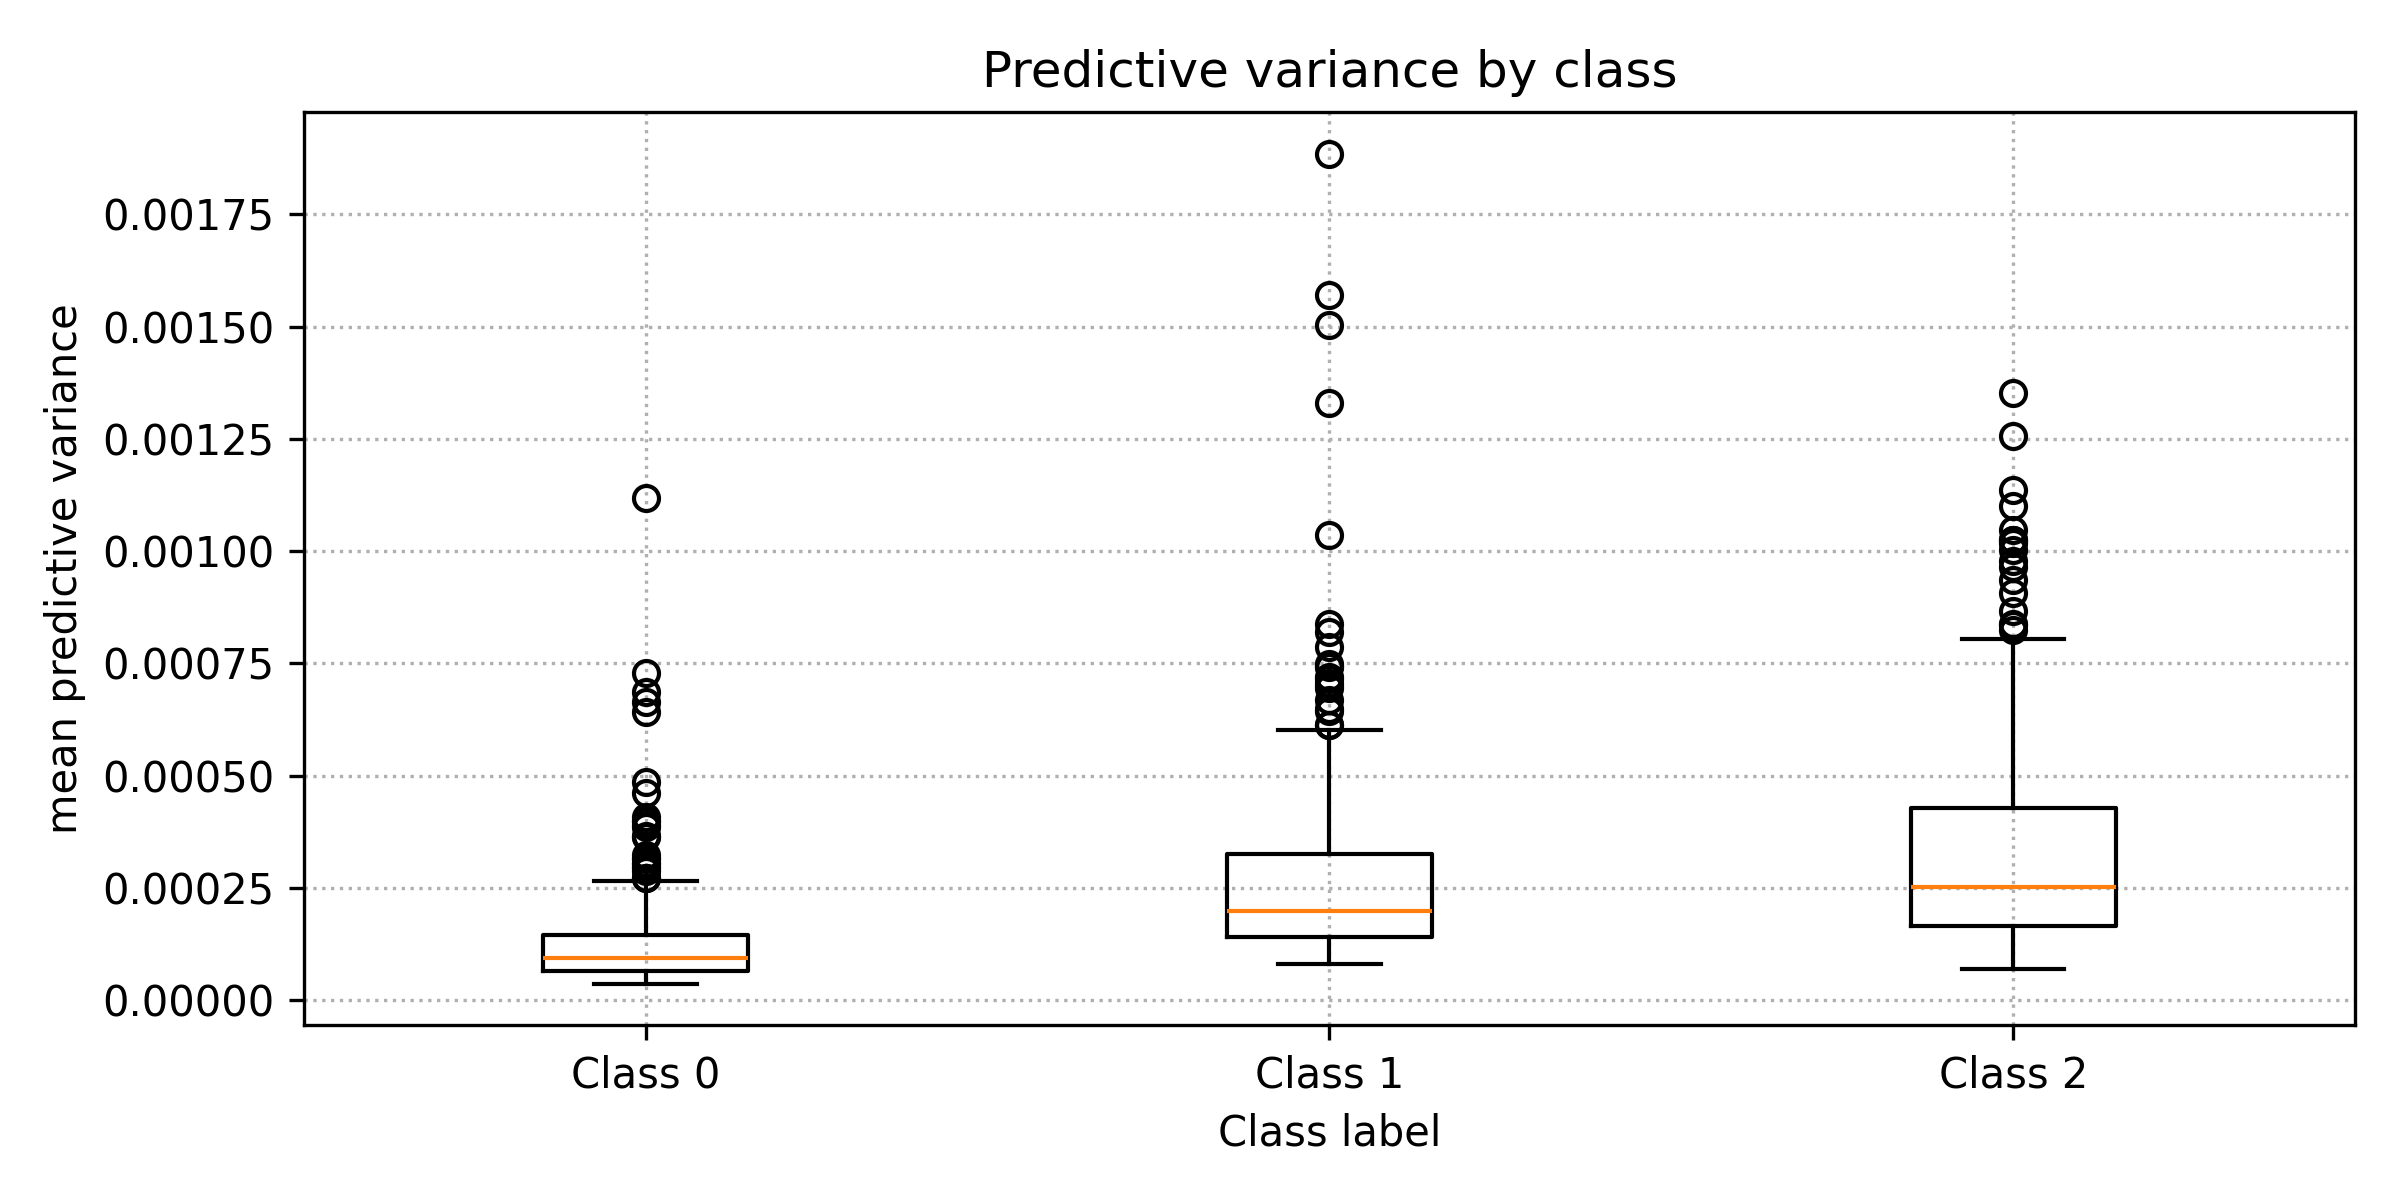 Predictive variance by class
mean predictive variance
0.00175
0.00150
0.00125
0.00100
0.00075
0.00050
0.00025
0.00000
Class 0
Class 1
Class 2
Class label